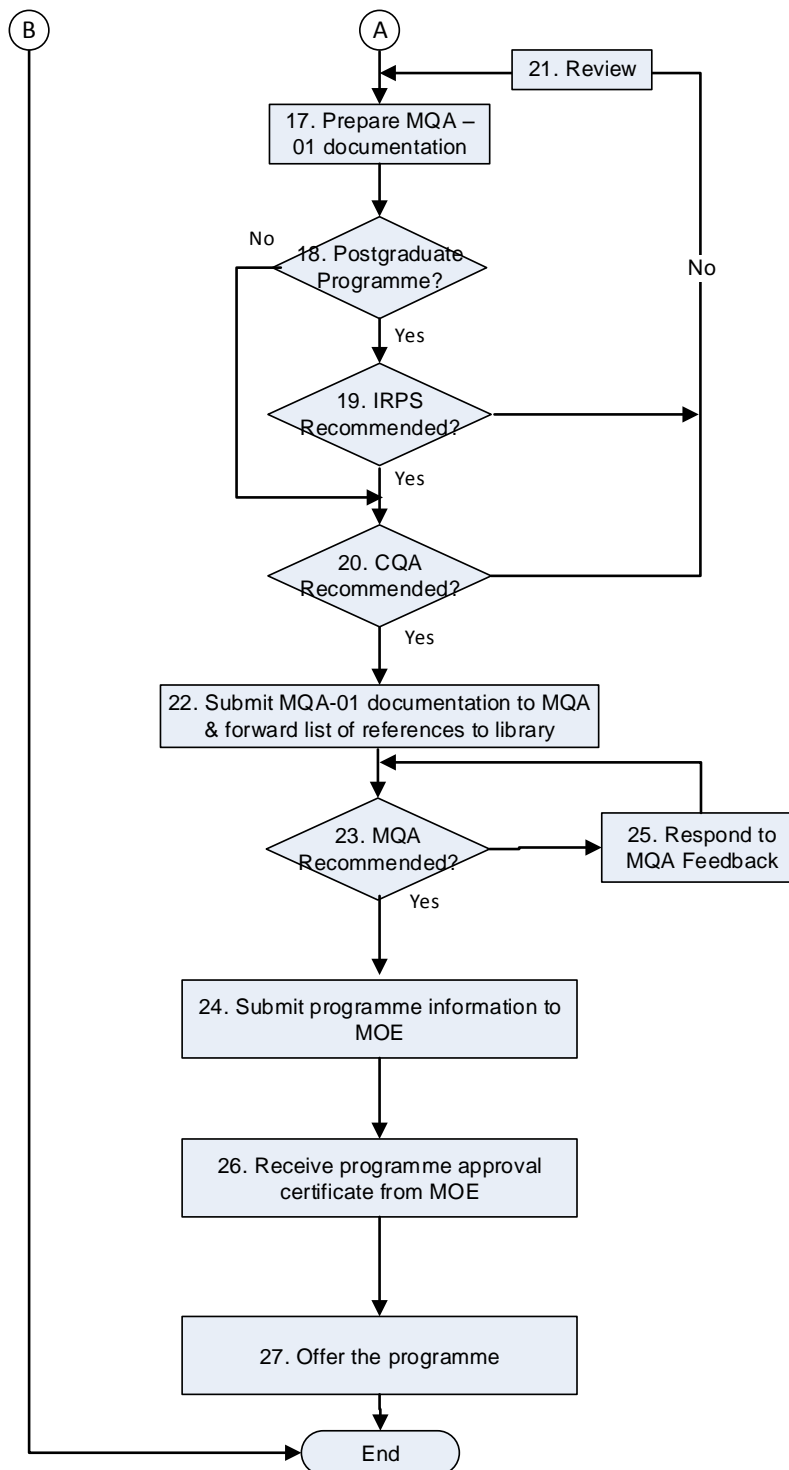 B
A
21. Review
17. Prepare MQA –
01 documentation
No
18. Postgraduate
Programme?
No
Yes
19. IRPS
Recommended?
Yes
20. CQA
Recommended?
Yes
22. Submit MQA-01 documentation to MQA
& forward list of references to library
23. MQA
Recommended?
25. Respond to
MQA Feedback
Yes
24. Submit programme information to
MOE
26. Receive programme approval
certificate from MOE
27. Offer the programme
End